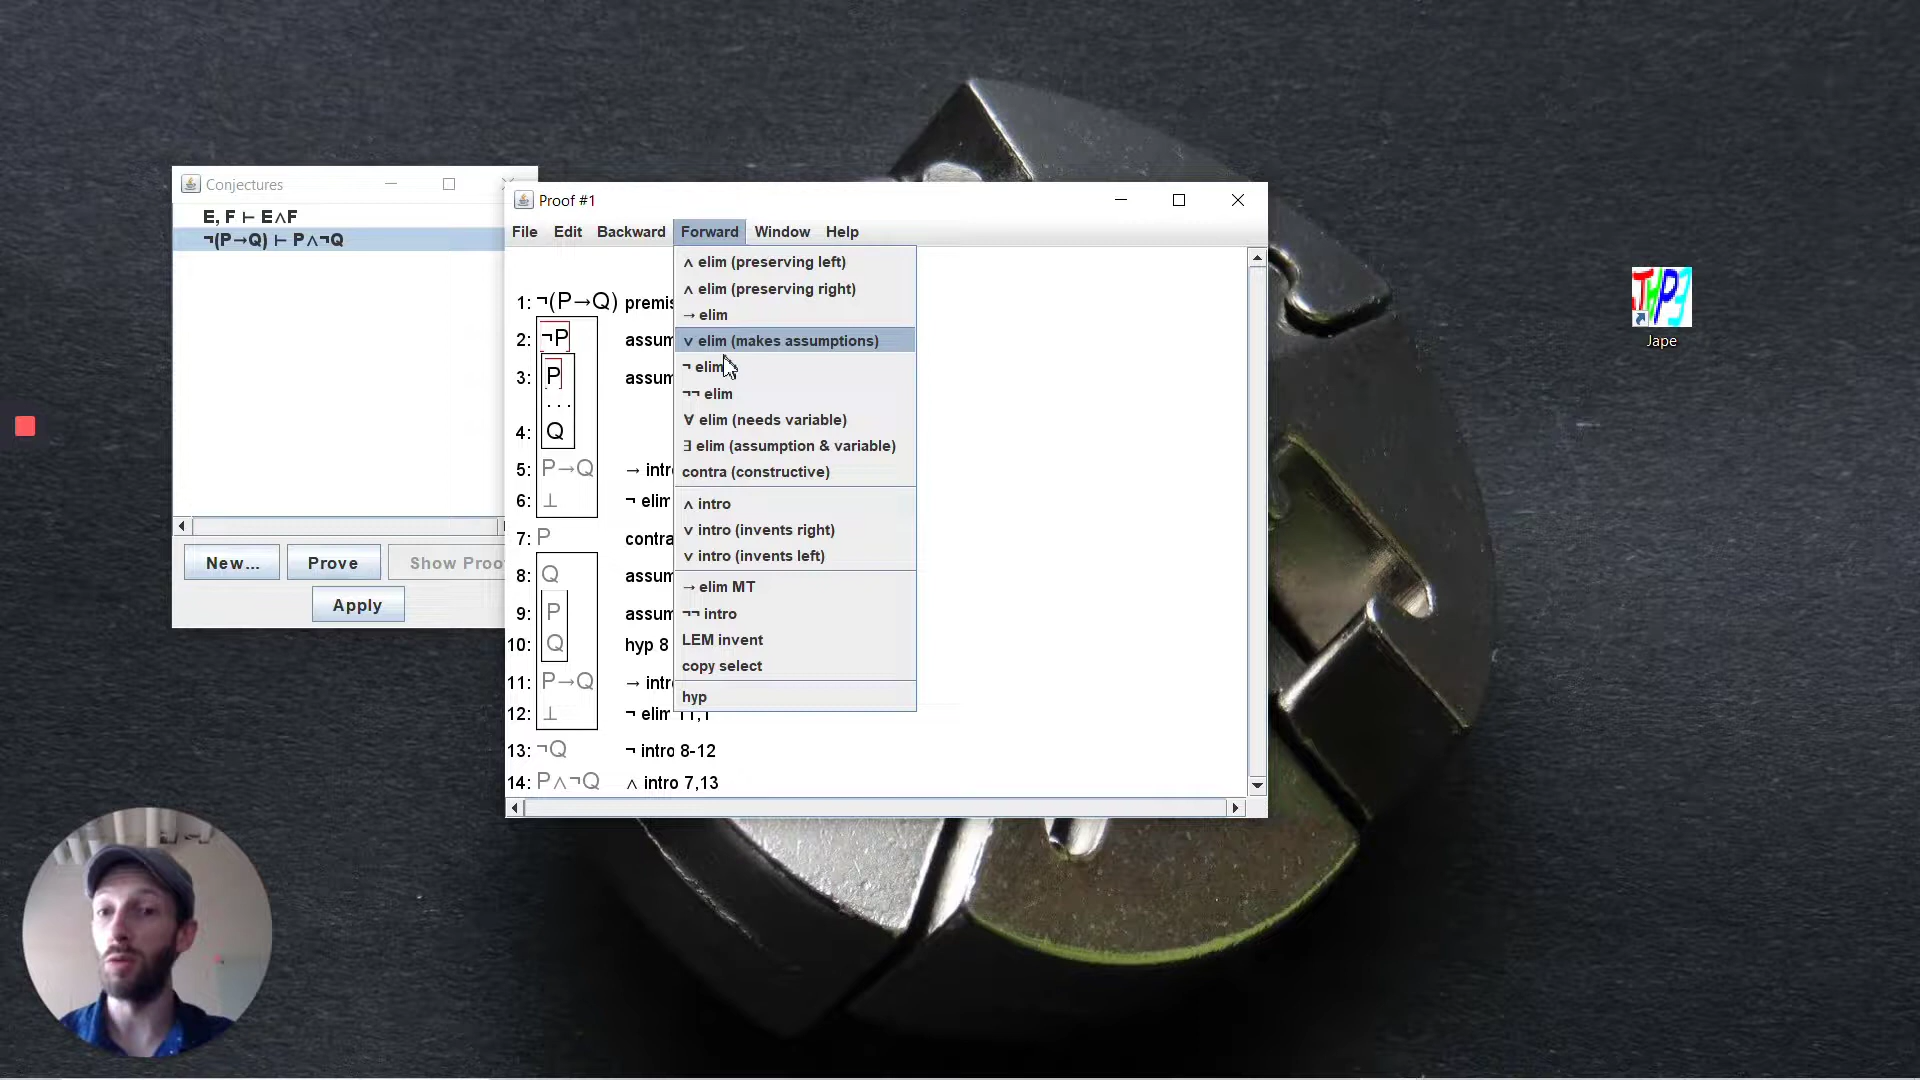 Conjectures
E, F ⊢ E∧F
¬(P→Q) ⊢ P∧¬Q
New...
Prove
Show Proo
Apply
Proof #1
File Edit Backward Forward Window Help
1: ¬(P→Q) premis
2: ¬P assum
3: P assum
...
4: Q
5: P→Q → intr
6: ⊥ ¬ elim
7: P contra
8: Q assum
9: P assum
10: Q hyp 8
11: P→Q → intr
12: ⊥ ¬ elim 11,1
13: ¬Q ¬ intro 8-12
14: P∧¬Q ∧ intro 7,13
∧ elim (preserving left)
∧ elim (preserving right)
→ elim
∨ elim (makes assumptions)
¬ elim
¬¬ elim
∀ elim (needs variable)
∃ elim (assumption & variable)
contra (constructive)
∧ intro
∨ intro (invents right)
∨ intro (invents left)
→ elim MT
¬¬ intro
LEM invent
copy select
hyp
JAPE
Jape